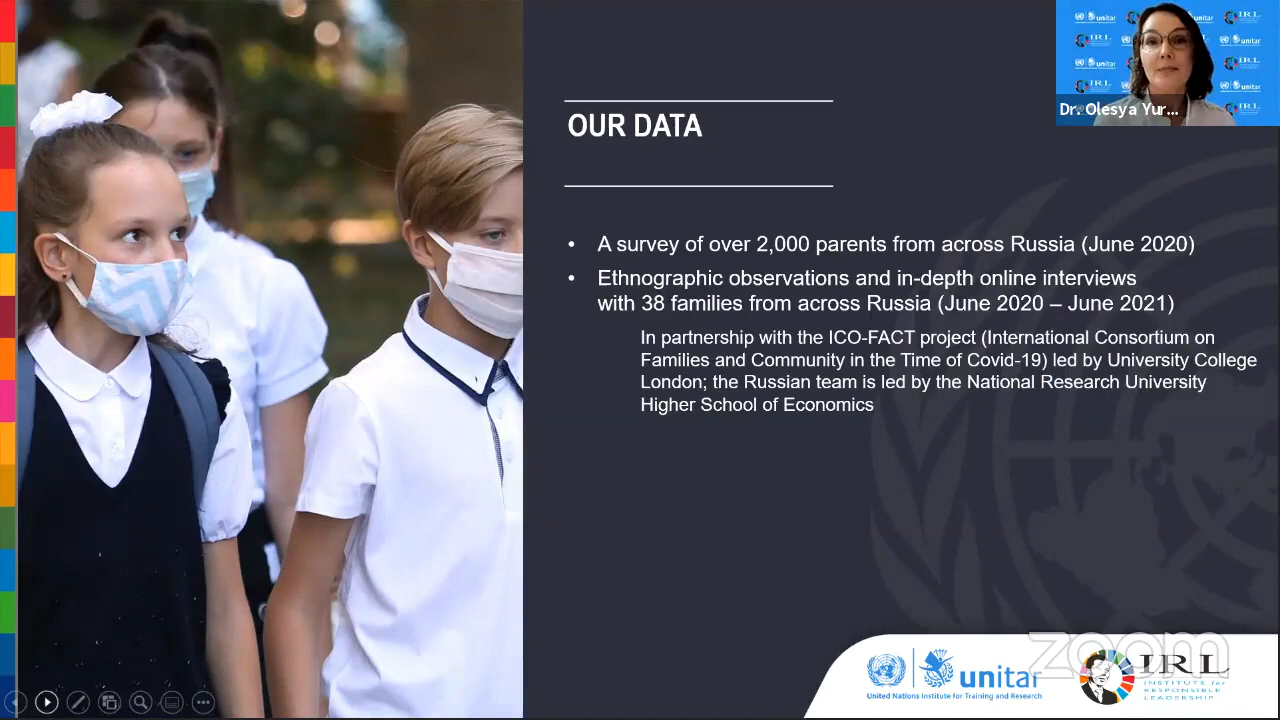 Dr. Olesya Yur...
OUR DATA
• A survey of over 2,000 parents from across Russia (June 2020)
• Ethnographic observations and in-depth online interviews
with 38 families from across Russia (June 2020 – June 2021)
In partnership with the ICO-FACT project (International Consortium on
Families and Community in the Time of Covid-19) led by University College
London; the Russian team is led by the National Research University
Higher School of Economics
unitar
United Nations Institute for Training and Research
zoom
IRL
INSTITUTE for
RESPONSIBLE
LEADERSHIP